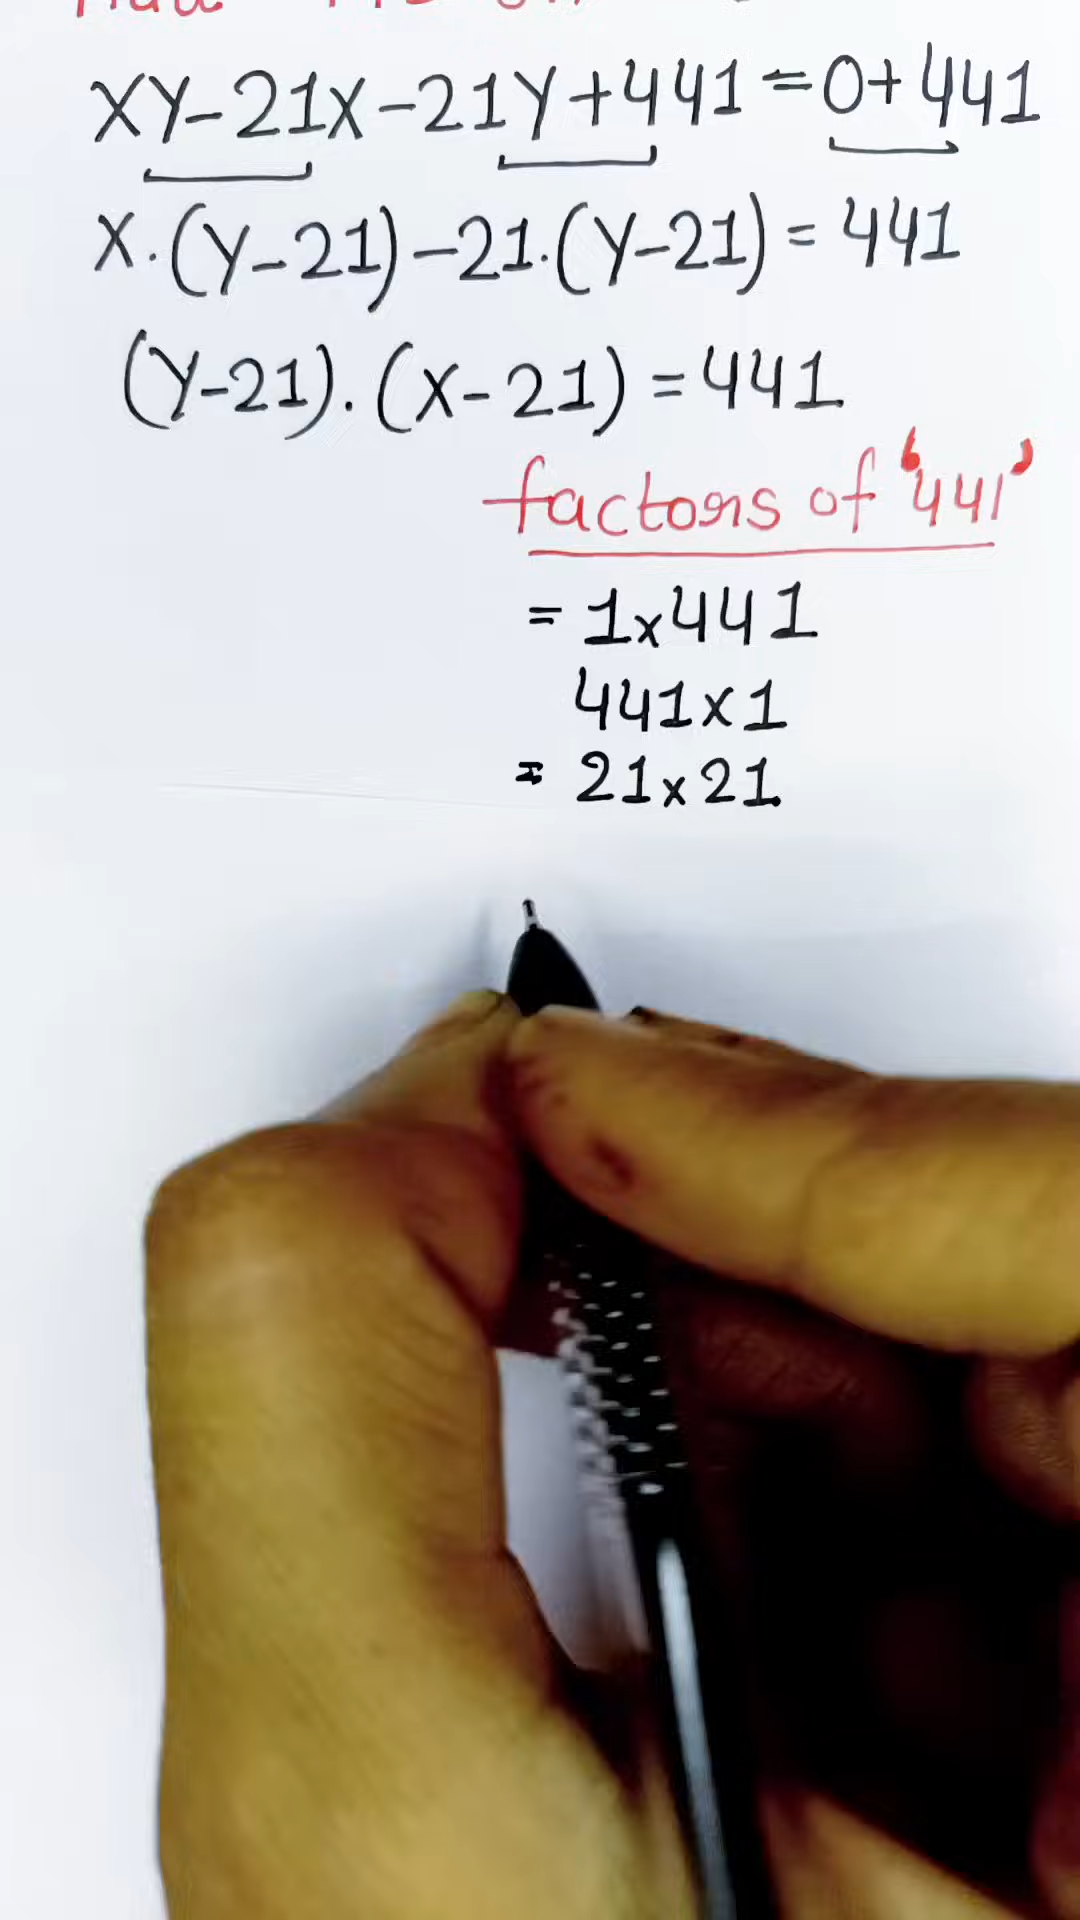 XY-21X-21Y+441=0+441
X.(Y-21)-21.(Y-21)=441
(Y-21).(X-21)=441
factors of '441'
=1x441
441x1
=21x21